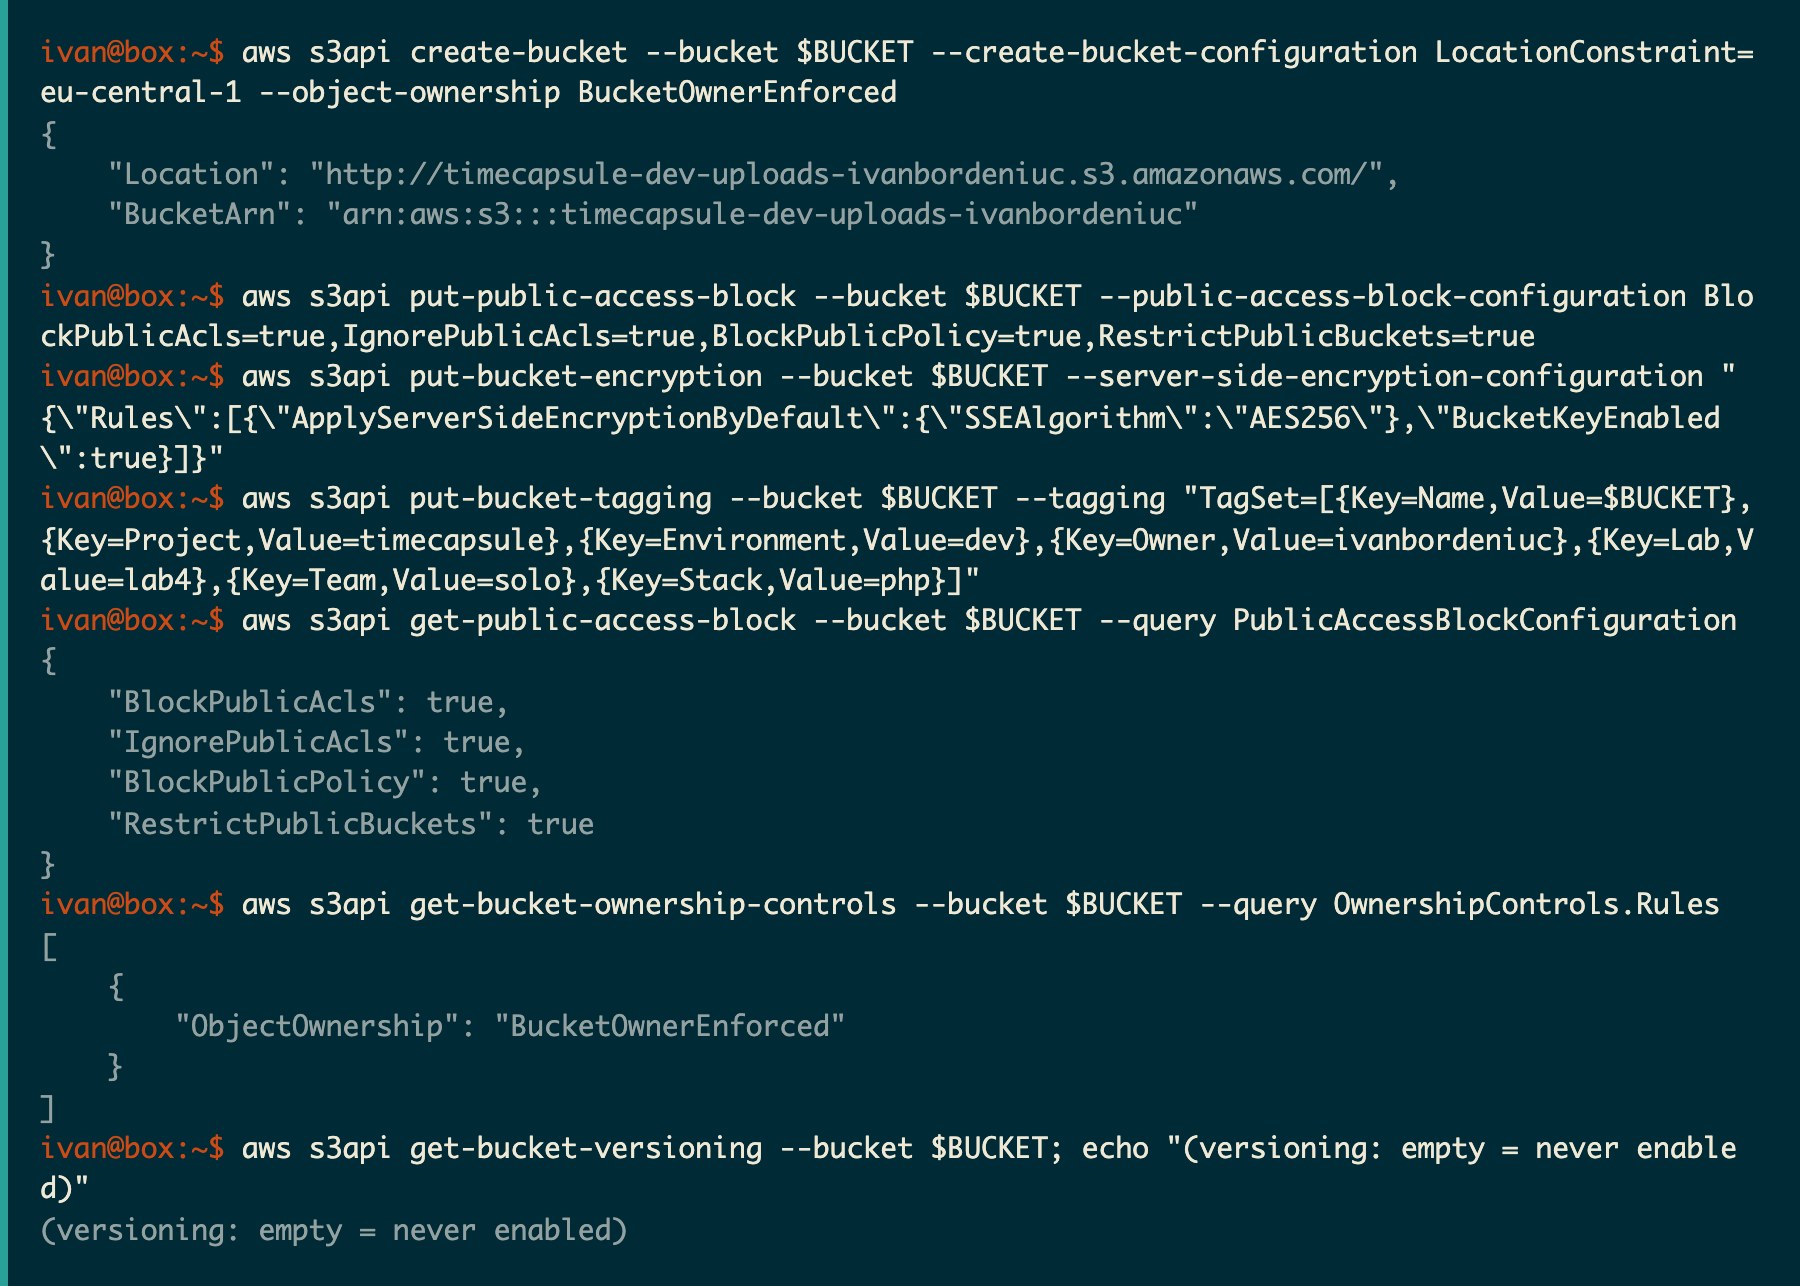 ivan@box:~$ aws s3api create-bucket --bucket $BUCKET --create-bucket-configuration LocationConstraint=
eu-central-1 --object-ownership BucketOwnerEnforced
{
    "Location": "http://timecapsule-dev-uploads-ivanbordeniuc.s3.amazonaws.com/",
    "BucketArn": "arn:aws:s3:::timecapsule-dev-uploads-ivanbordeniuc"
}
ivan@box:~$ aws s3api put-public-access-block --bucket $BUCKET --public-access-block-configuration Blo
ckPublicAcls=true,IgnorePublicAcls=true,BlockPublicPolicy=true,RestrictPublicBuckets=true
ivan@box:~$ aws s3api put-bucket-encryption --bucket $BUCKET --server-side-encryption-configuration "
{\"Rules\":[{\"ApplyServerSideEncryptionByDefault\":{\"SSEAlgorithm\":\"AES256\"},\"BucketKeyEnabled
\":true}]}"
ivan@box:~$ aws s3api put-bucket-tagging --bucket $BUCKET --tagging "TagSet=[{Key=Name,Value=$BUCKET},
{Key=Project,Value=timecapsule},{Key=Environment,Value=dev},{Key=Owner,Value=ivanbordeniuc},{Key=Lab,V
alue=lab4},{Key=Team,Value=solo},{Key=Stack,Value=php}]"
ivan@box:~$ aws s3api get-public-access-block --bucket $BUCKET --query PublicAccessBlockConfiguration
{
    "BlockPublicAcls": true,
    "IgnorePublicAcls": true,
    "BlockPublicPolicy": true,
    "RestrictPublicBuckets": true
}
ivan@box:~$ aws s3api get-bucket-ownership-controls --bucket $BUCKET --query OwnershipControls.Rules
[
    {
        "ObjectOwnership": "BucketOwnerEnforced"
    }
]
ivan@box:~$ aws s3api get-bucket-versioning --bucket $BUCKET; echo "(versioning: empty = never enable
d)"
(versioning: empty = never enabled)